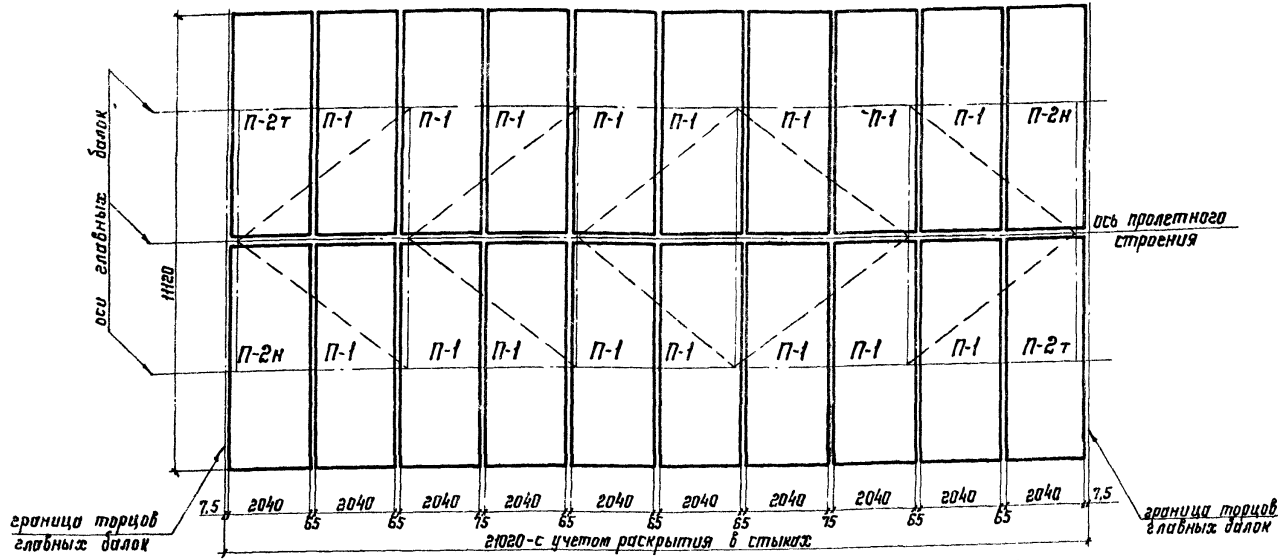 П-2т П-1 П-1 П-1 П-1 П-1 П-1 П-1 П-1 П-2н
оси главных балок
11120
ось пролетного
строения
П-2н П-1 П-1 П-1 П-1 П-1 П-1 П-1 П-1 П-2т
7,5 2040 2040 2040 2040 2040 2040 2040 2040 2040 2040 7,5
65 65 75 65 65 65 75 65 65
граница торцов
главных балок
21020-с учетом раскрытия в стыках
граница торцов
главных балок